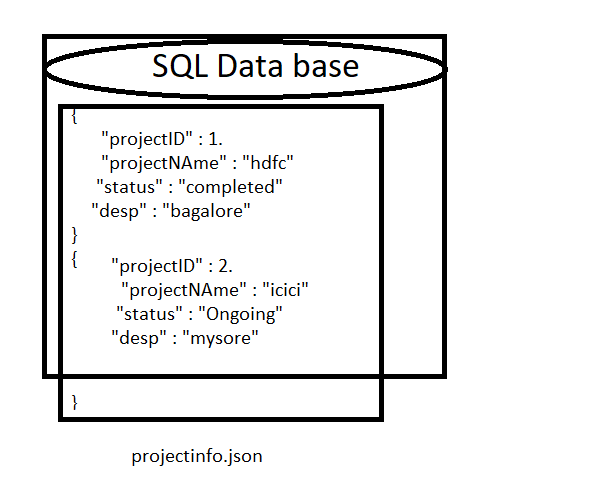 SQL Data base
{
"projectID" : 1.
"projectNAme" : "hdfc"
"status" : "completed"
"desp" : "bagalore"
}
{
"projectID" : 2.
"projectNAme" : "icici"
"status" : "Ongoing"
"desp" : "mysore"
}
projectinfo.json